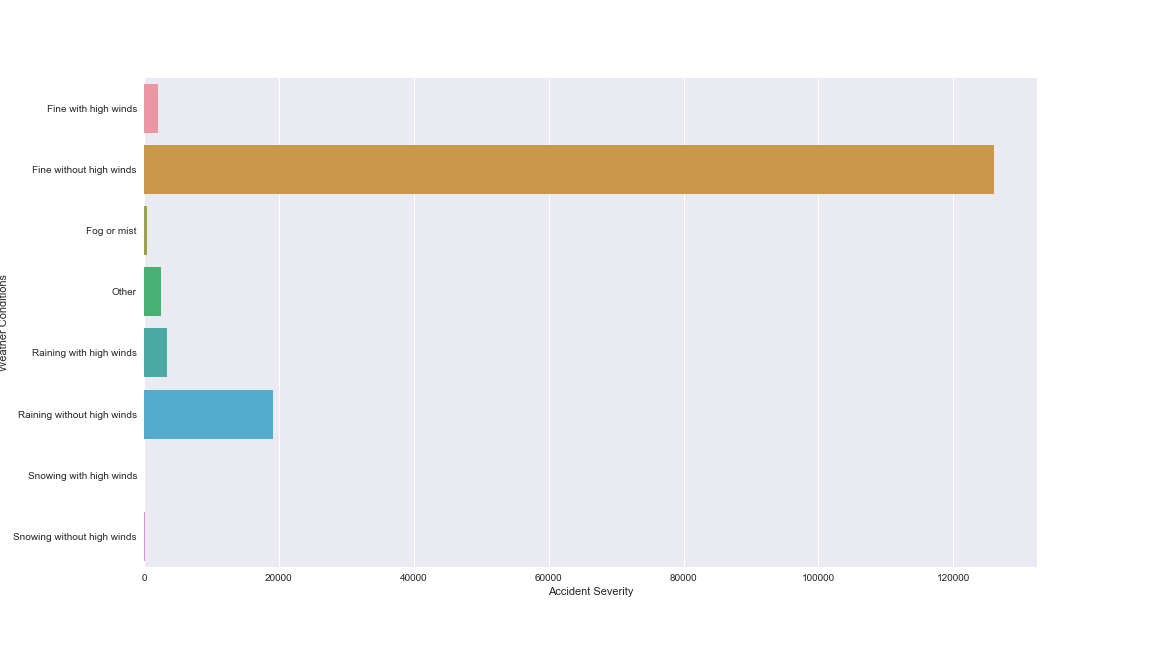 Fine with high winds
Fine without high winds
Fog or mist
Other
Raining with high winds
Raining without high winds
Snowing with high winds
Snowing without high winds
Weather Conditions
0 20000 40000 60000 80000 100000 120000
Accident Severity